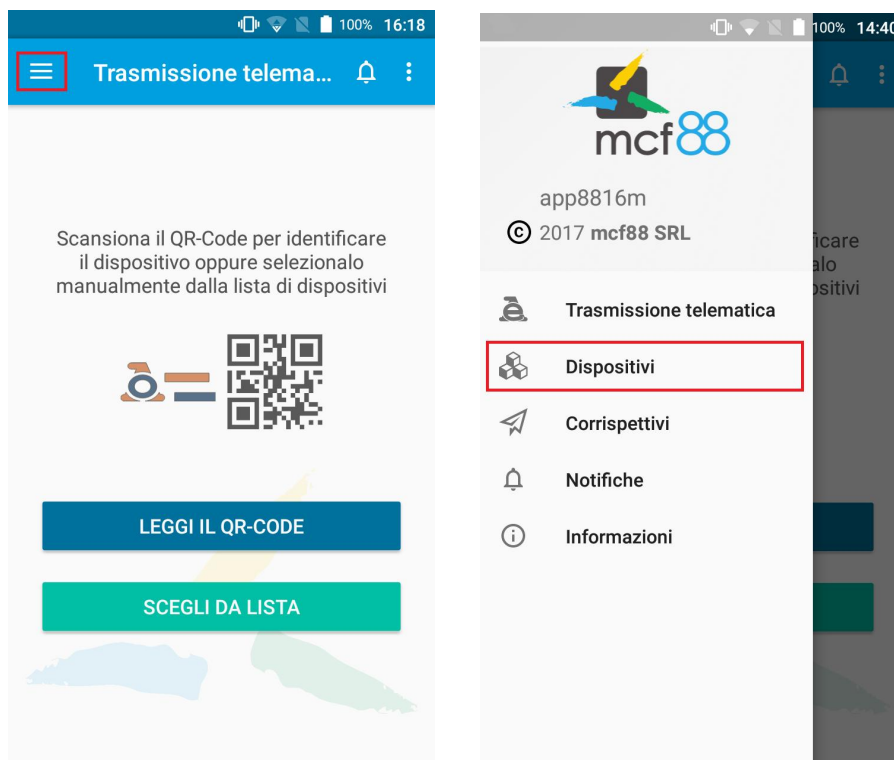 100% 16:18
Trasmissione telema...
Scansiona il QR-Code per identificare
il dispositivo oppure selezionalo
manualmente dalla lista di dispositivi
LEGGI IL QR-CODE
SCEGLI DA LISTA
100% 14:40
mcf88
app8816m
© 2017 mcf88 SRL
Trasmissione telematica
Dispositivi
Corrispettivi
Notifiche
Informazioni
ficare
alo
ositivi